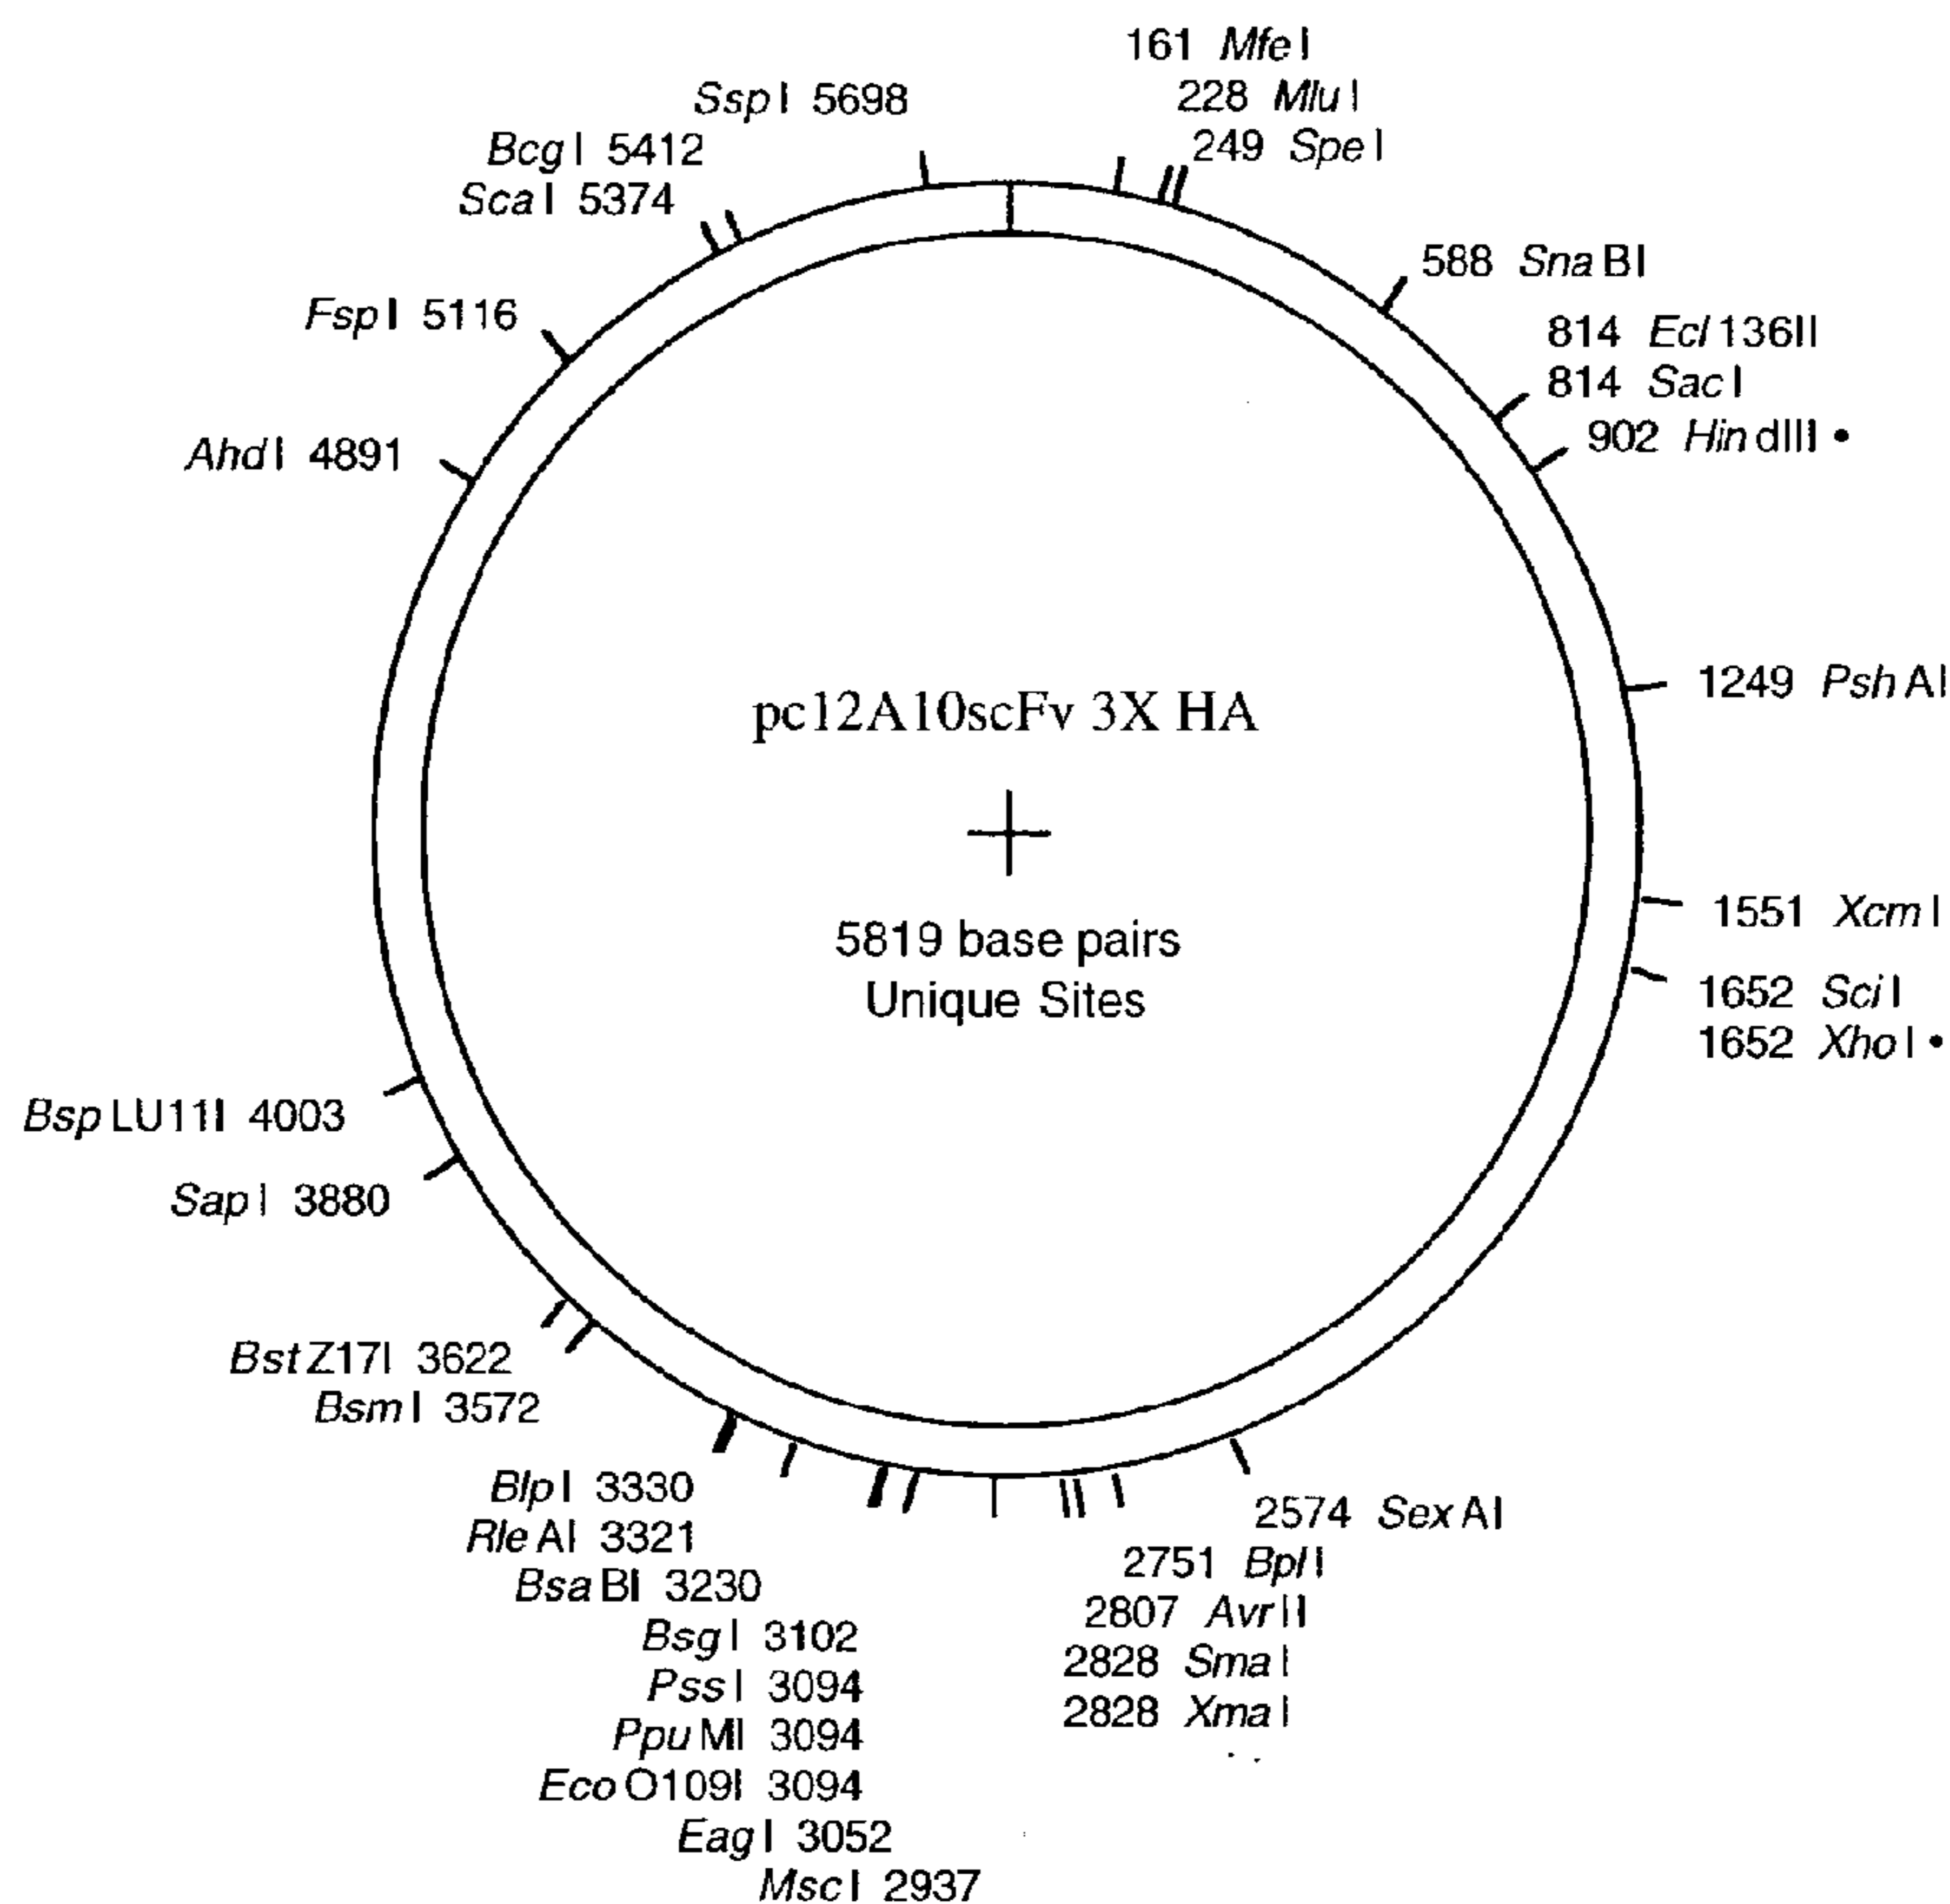 161 MfeI
228 MluI
249 SpeI
588 SnaBI
814 Ecl136II
814 SacI
902 HindIII •
1249 PshAI
1551 XcmI
1652 SciI
1652 XhoI •
2574 SexAI
2751 BplI
2807 AvrII
2828 SmaI
2828 XmaI
MscI 2937
EagI 3052
EcoO109I 3094
PpuMI 3094
PssI 3094
BsgI 3102
BsaBI 3230
RleAI 3321
BlpI 3330
BsmI 3572
BstZ17I 3622
SapI 3880
BspLU11I 4003
AhdI 4891
FspI 5116
ScaI 5374
BcgI 5412
SspI 5698
pc12A10scFv 3X HA
5819 base pairs
Unique Sites